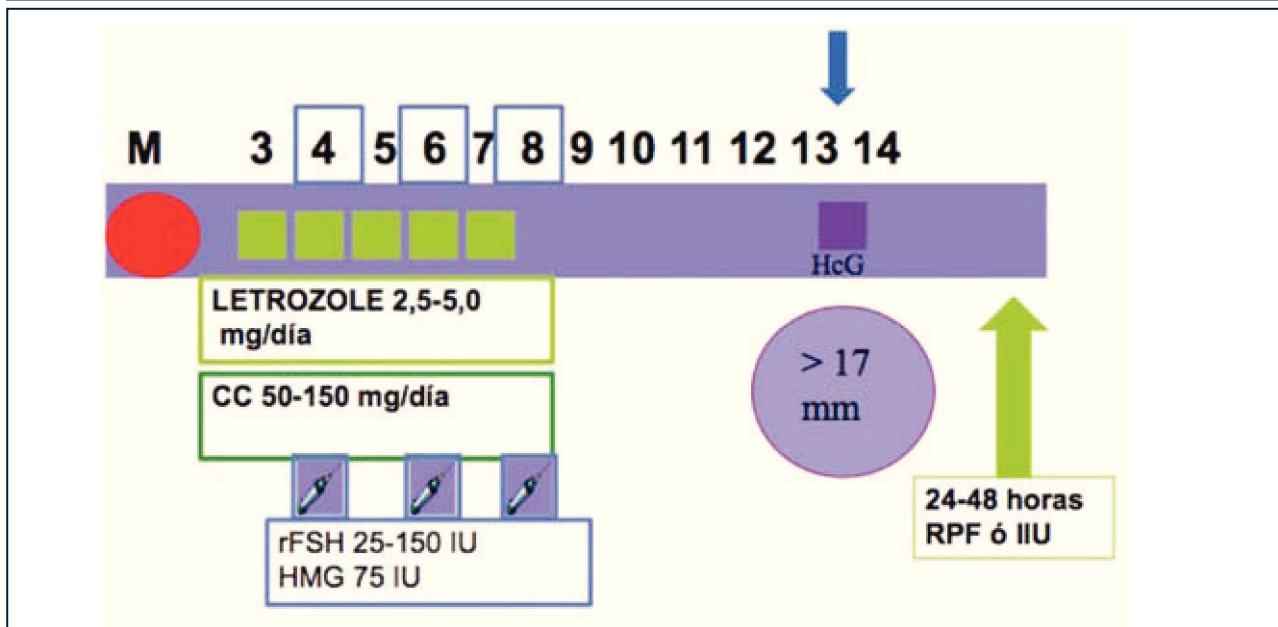 M 3 4 5 6 7 8 9 10 11 12 13 14
HcG
LETROZOLE 2,5-5,0
mg/día
CC 50-150 mg/día
> 17
mm
24-48 horas
RPF ó IIU
rFSH 25-150 IU
HMG 75 IU